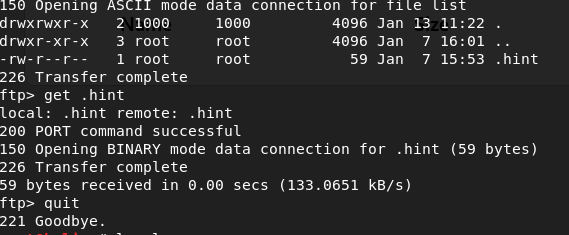 150 Opening ASCII mode data connection for file list
drwxrwxr-x   2 1000     1000         4096 Jan 13 11:22 .
drwxr-xr-x   3 root     root         4096 Jan  7 16:01 ..
-rw-r--r--   1 root     root           59 Jan  7 15:53 .hint
226 Transfer complete
ftp> get .hint
local: .hint remote: .hint
200 PORT command successful
150 Opening BINARY mode data connection for .hint (59 bytes)
226 Transfer complete
59 bytes received in 0.00 secs (133.0651 kB/s)
ftp> quit
221 Goodbye.